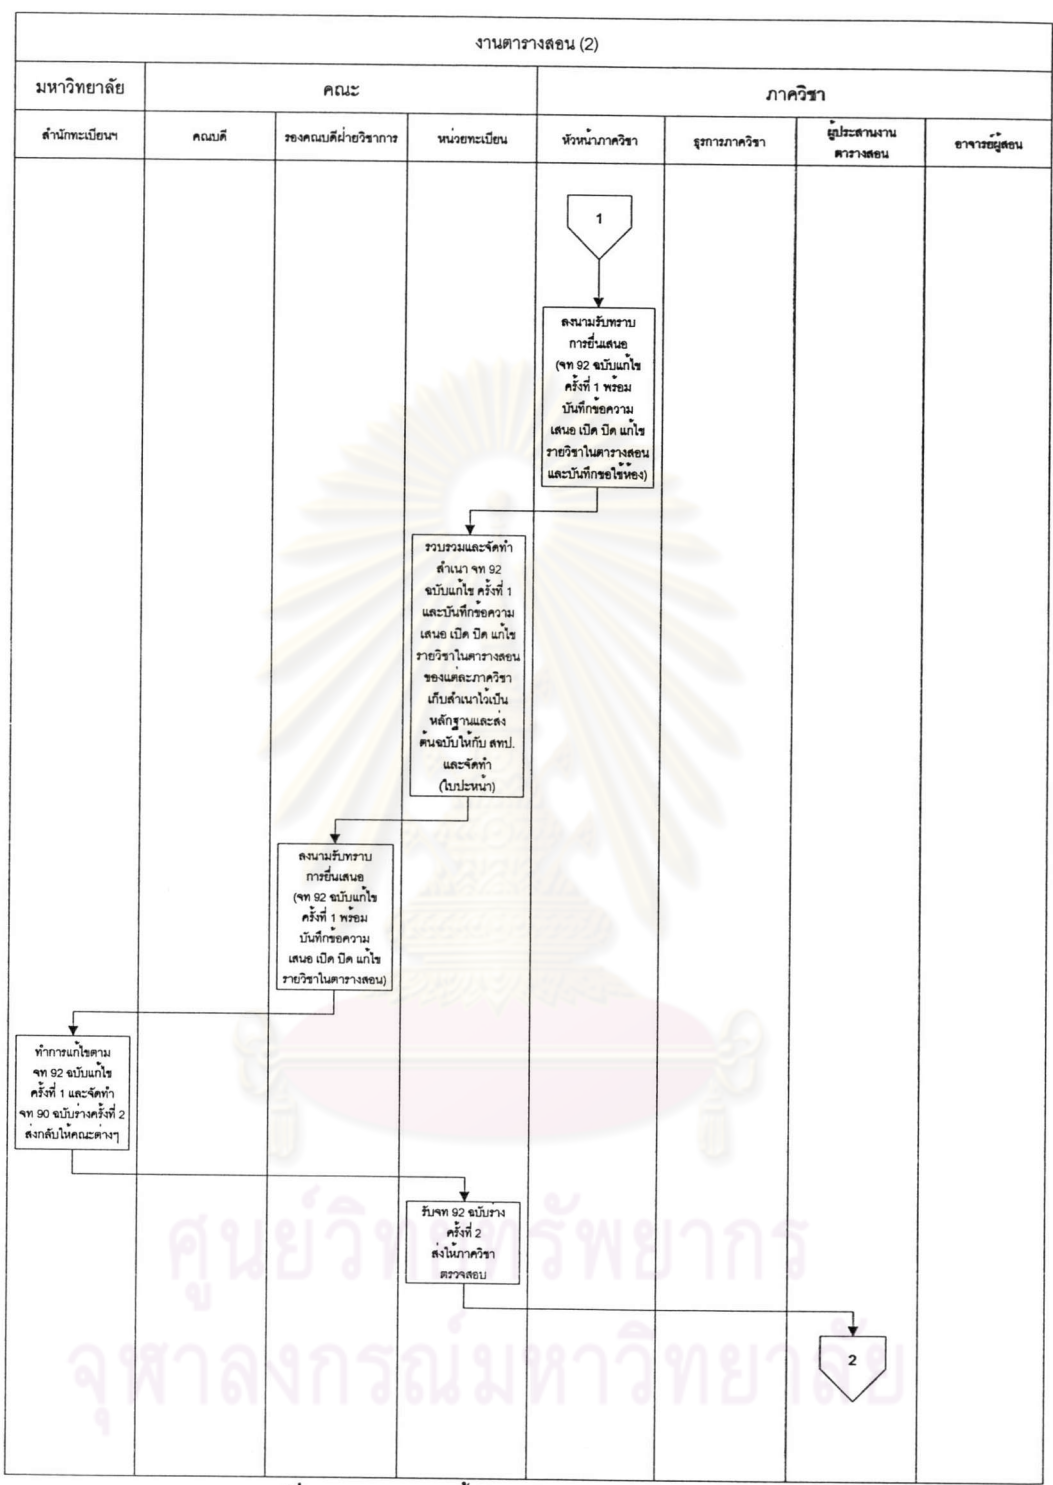 งานตารางสอน (2)
มหาวิทยาลัย
คณะ
ภาควิชา
สำนักทะเบียนฯ
คณบดี
รองคณบดีฝ่ายวิชาการ
หน่วยทะเบียน
หัวหน้าภาควิชา
ธุรการภาควิชา
ผู้ประสานงาน
ตารางสอน
อาจารย์ผู้สอน
1
ลงนามรับทราบ
การยื่นเสนอ
(จท 92 ฉบับแก้ไข
ครั้งที่ 1 พร้อม
บันทึกข้อความ
เสนอ เปิด ปิด แก้ไข
รายวิชาในตารางสอน
และบันทึกขอใช้ห้อง)
รวบรวมและจัดทำ
สำเนา จท 92
ฉบับแก้ไข ครั้งที่ 1
และบันทึกข้อความ
เสนอ เปิด ปิด แก้ไข
รายวิชาในตารางสอน
ของแต่ละภาควิชา
เก็บสำเนาไว้เป็น
หลักฐานและส่ง
ต้นฉบับให้กับ สทป.
และจัดทำ
(ใบปะหน้า)
ลงนามรับทราบ
การยื่นเสนอ
(จท 92 ฉบับแก้ไข
ครั้งที่ 1 พร้อม
บันทึกข้อความ
เสนอ เปิด ปิด แก้ไข
รายวิชาในตารางสอน)
ทำการแก้ไขตาม
จท 92 ฉบับแก้ไข
ครั้งที่ 1 และจัดทำ
จท 90 ฉบับร่างครั้งที่ 2
ส่งกลับให้คณะต่างๆ
รับจท 92 ฉบับร่าง
ครั้งที่ 2
ส่งให้ภาควิชา
ตรวจสอบ
2
ศูนย์วิทยทรัพยากร
จุฬาลงกรณ์มหาวิทยาลัย